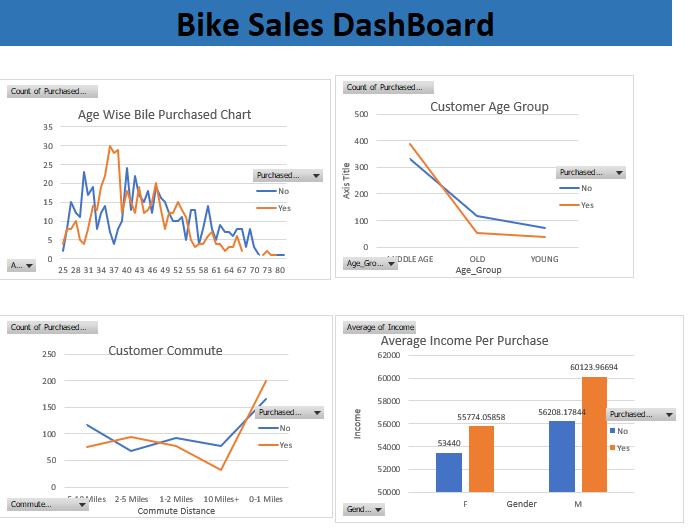 Bike Sales DashBoard
Count of Purchased...
Age Wise Bile Purchased Chart
35
30
25
20
15
10
5
0
25 28 31 34 37 40 43 46 49 52 55 58 61 64 67 70 73 80
Purchased...
No
Yes
A...
Count of Purchased...
Customer Age Group
500
400
300
200
100
0
Axis Title
OLD YOUNG
Age_Group
Purchased...
No
Yes
Age_Gro...
Count of Purchased...
Customer Commute
250
200
150
100
50
0
Miles 2-5 Miles 1-2 Miles 10 Miles+ 0-1 Miles
Commute Distance
Purchased...
No
Yes
Commute...
Average of Income
Average Income Per Purchase
62000
60000
58000
56000
54000
52000
50000
Income
53440
55774.05858
56208.17844
60123.96694
F Gender M
Purchased...
No
Yes
Gend...